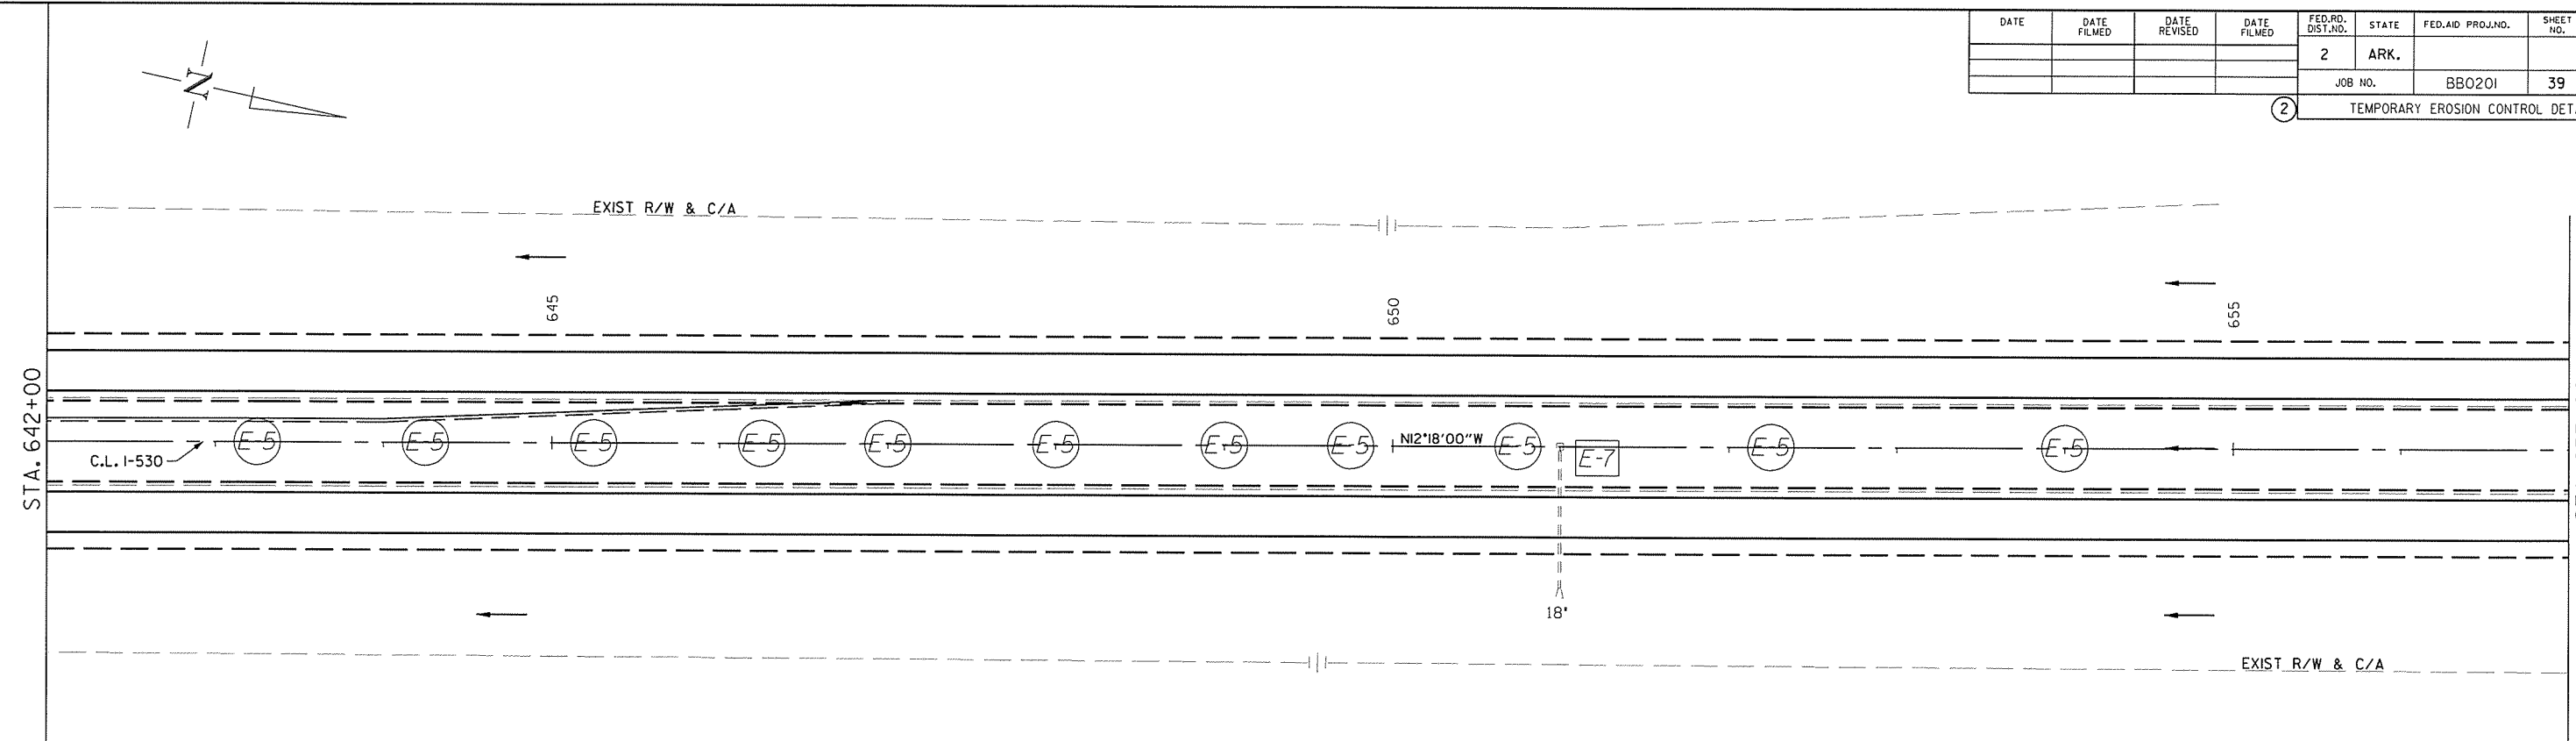 DATE DATE FILMED DATE REVISED DATE FILMED FED.RD. DIST.NO. STATE FED.AID PROJ.NO. SHEET NO.
2 ARK.
JOB NO. BB0201 39
2 TEMPORARY EROSION CONTROL
N
EXIST R/W & C/A
645 650 655
STA. 642+00
C.L. I-530
E-5 E-5 E-5 E-5 E-5 E-5 E-5 E-5 N12°18'00"W E-5 E-7 E-5 E-5
18"
EXIST R/W & C/A